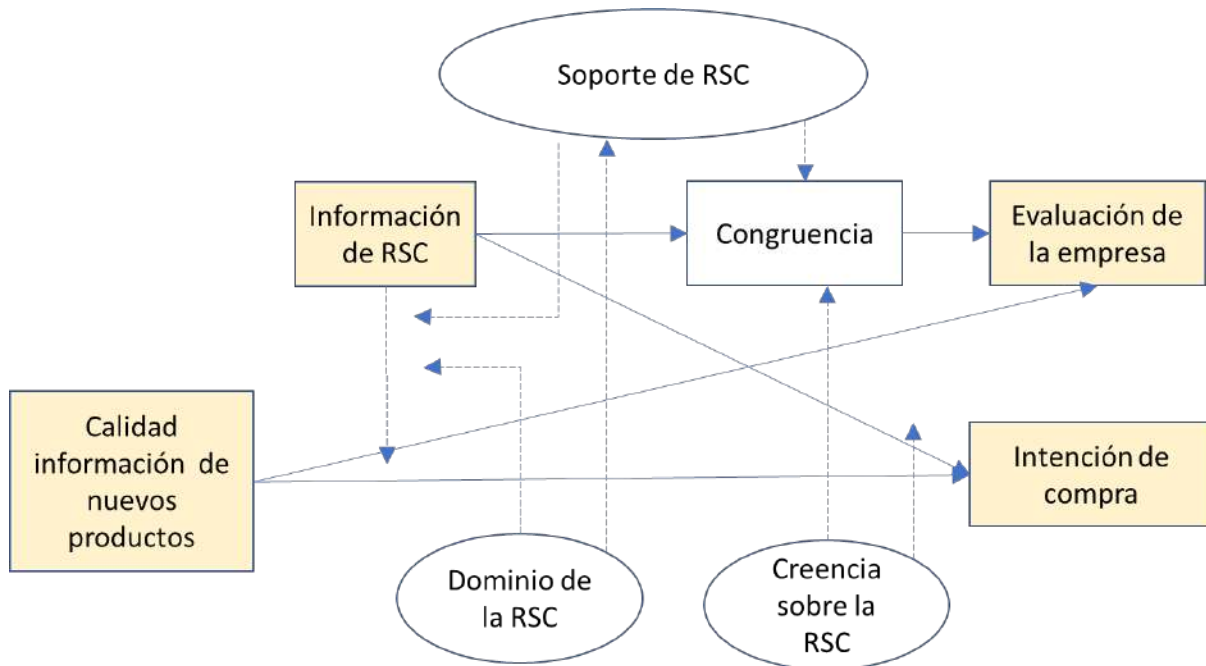 Soporte de RSC
Información
de RSC
Congruencia
Evaluación de
la empresa
Calidad
información de
nuevos
productos
Intención de
compra
Dominio de
la RSC
Creencia
sobre la
RSC